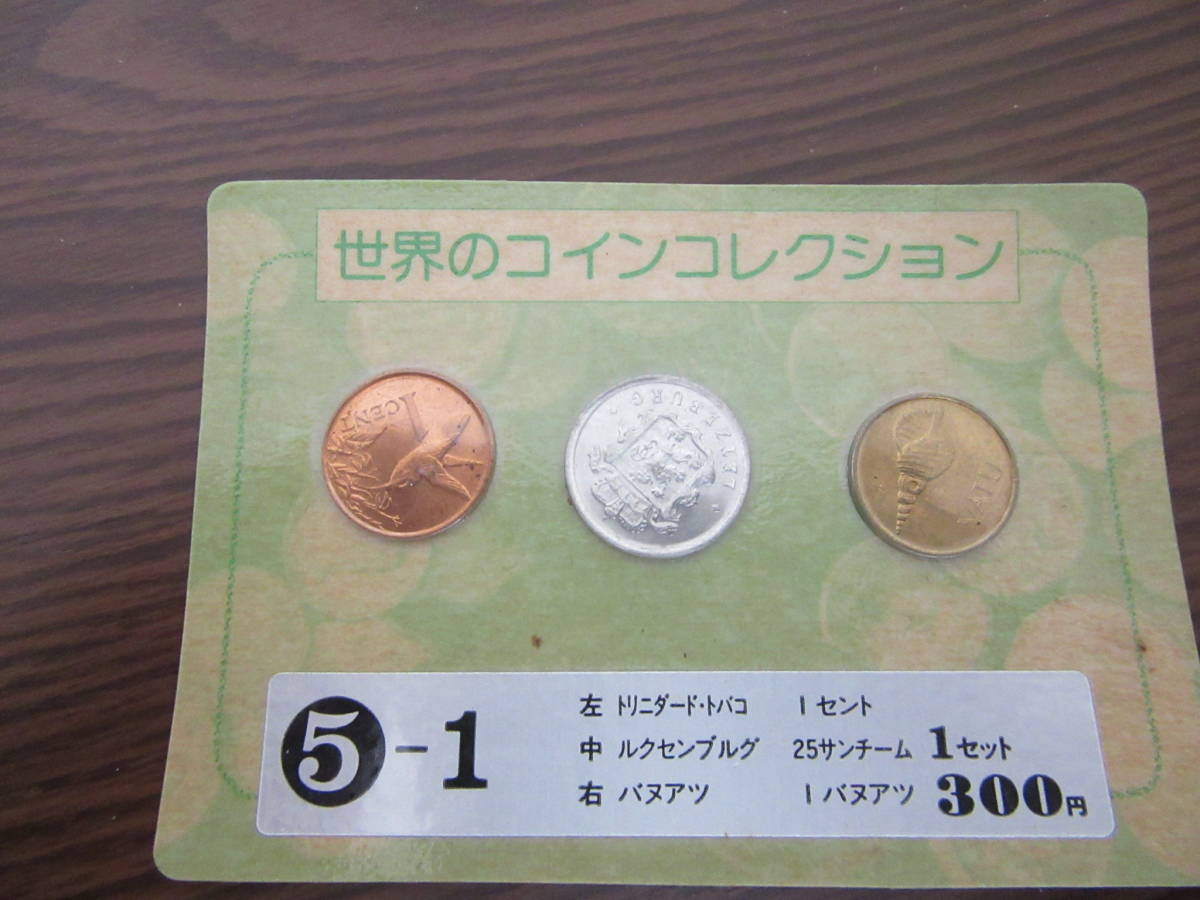 世界のコインコレクション
1 CENT
LETZEBURG
VATU
5-1
左 トリニダード・トバコ 1セント
中 ルクセンブルグ 25サンチーム 1セット
右 バヌアツ 1バヌアツ 300円